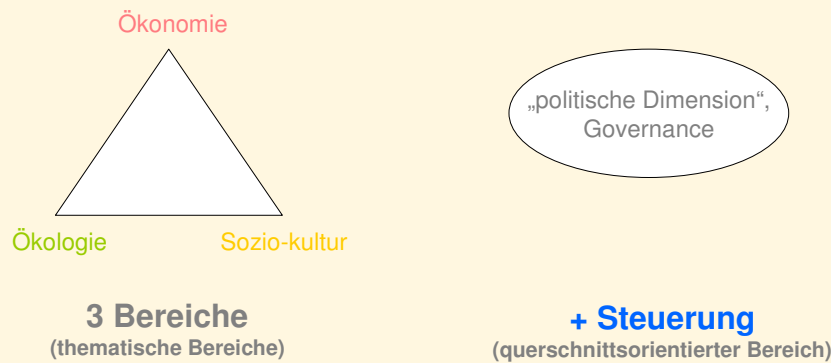 Ökonomie
„politische Dimension“,
Governance
Ökologie
Sozio-kultur
3 Bereiche
(thematische Bereiche)
+ Steuerung
(querschnittsorientierter Bereich)